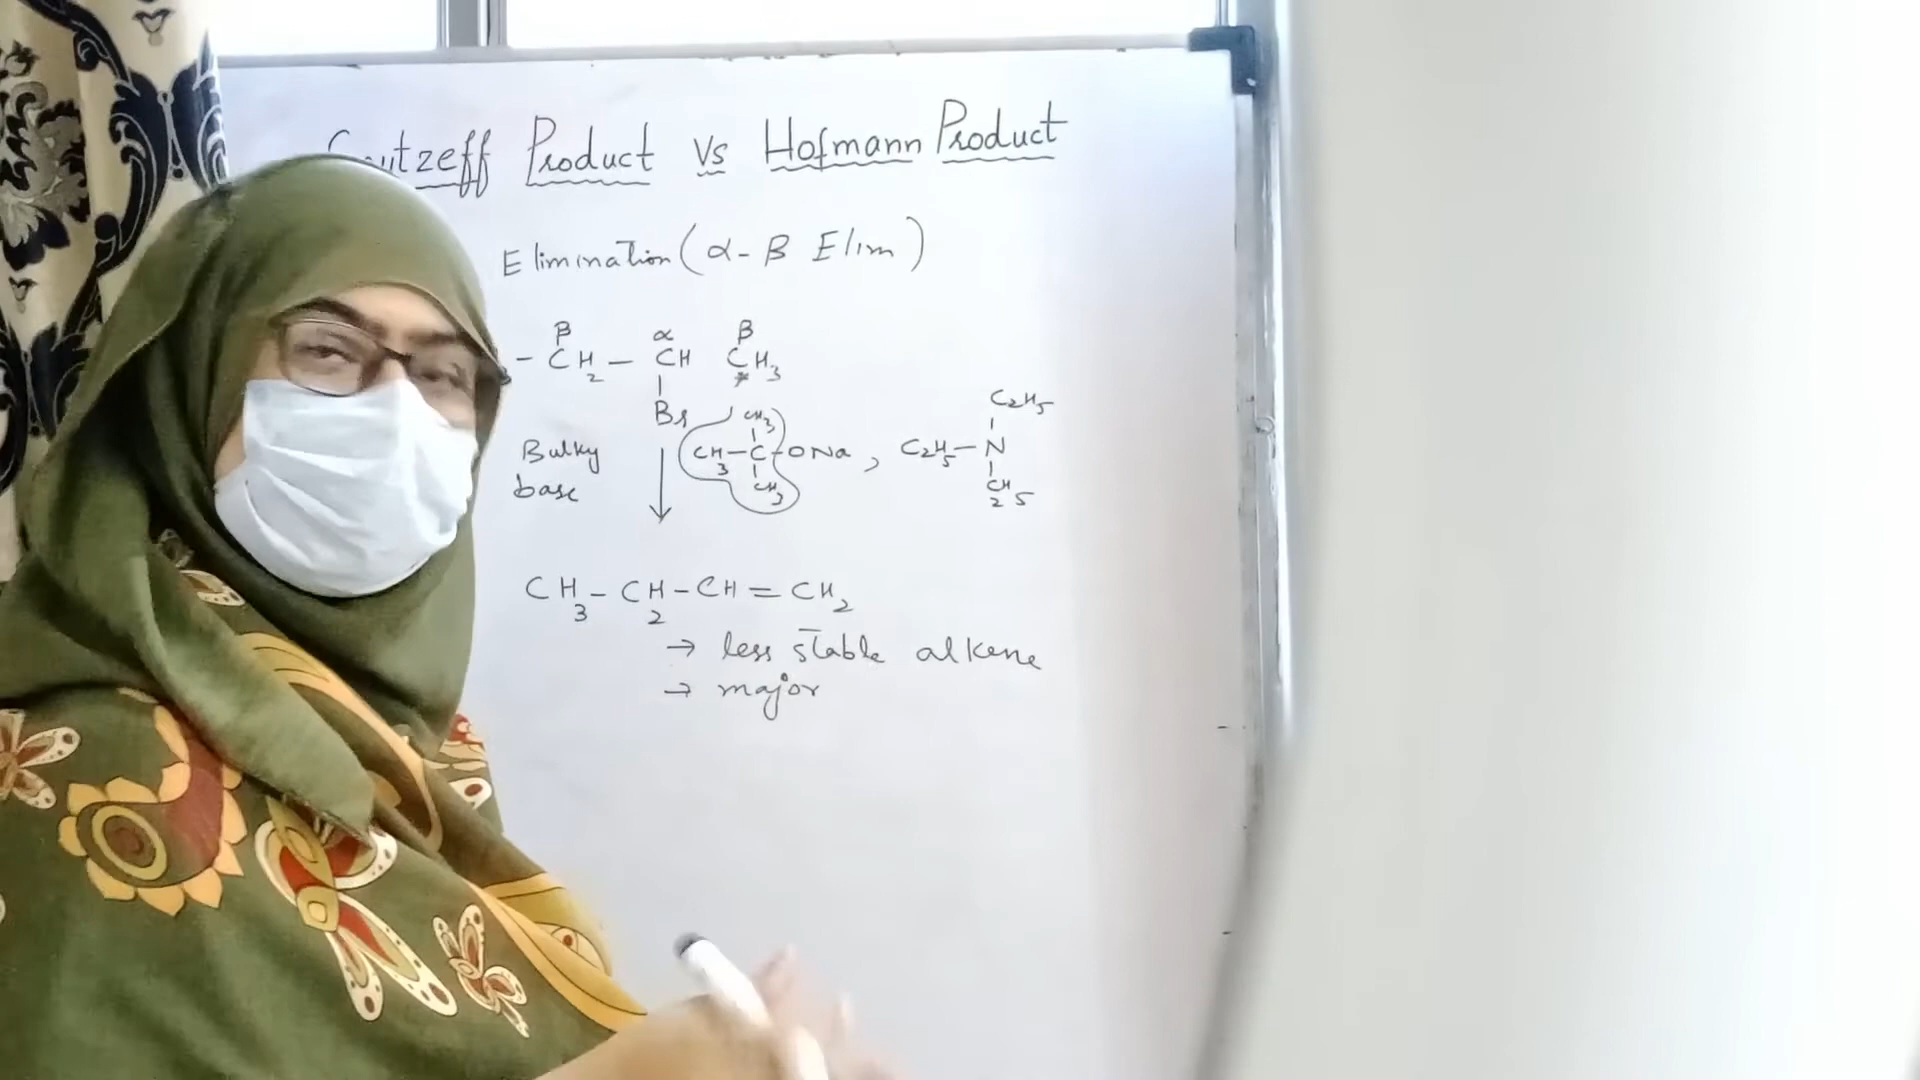 Product Vs Hofmann Product
Elimination (α - β Elim)
β α β
- CH2 - CH CH3
*
|
Br
Bulky base
CH3
|
CH3 - C - ONa ,
|
CH3
C2H5
|
C2H5 - N
|
C2H5
CH3 - CH2 - CH = CH2
→ less stable alkene
→ major